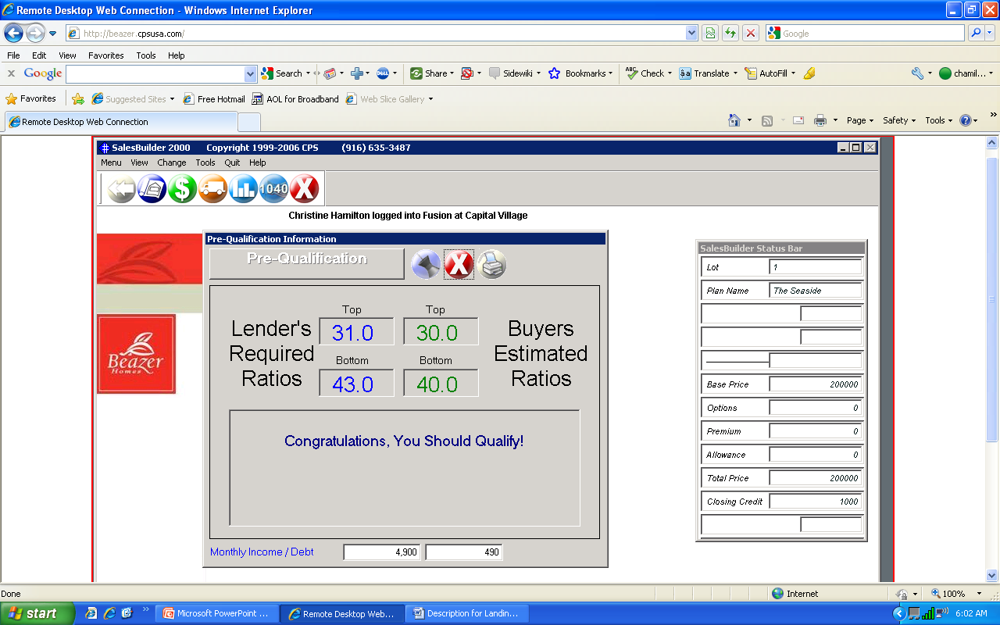 Remote Desktop Web Connection - Windows Internet Explorer
http://beazer.cpsusa.com/
Google
File Edit View Favorites Tools Help
x Google Search Share Sidewiki Bookmarks ABC Check Translate AutoFill chamil...
Favorites Suggested Sites Free Hotmail AOL for Broadband Web Slice Gallery
Remote Desktop Web Connection
Page Safety Tools ? »
SalesBuilder 2000 Copyright 1999-2006 CPS (916) 635-3487
Menu View Change Tools Quit Help
$ 1040 X
Christine Hamilton logged into Fusion at Capital Village
Beazer
Homes
Pre-Qualification Information
Pre-Qualification
X
Top Top
Lender's
Required
Ratios
31.0 30.0
Bottom Bottom
43.0 40.0
Buyers
Estimated
Ratios
Congratulations, You Should Qualify!
Monthly Income / Debt 4,900 490
SalesBuilder Status Bar
Lot 1
Plan Name The Seaside
Base Price 200000
Options 0
Premium 0
Allowance 0
Total Price 200000
Closing Credit 1000
Done Internet 100%
start » Microsoft PowerPoint ... Remote Desktop Web... Description for Landin... 6:02 AM